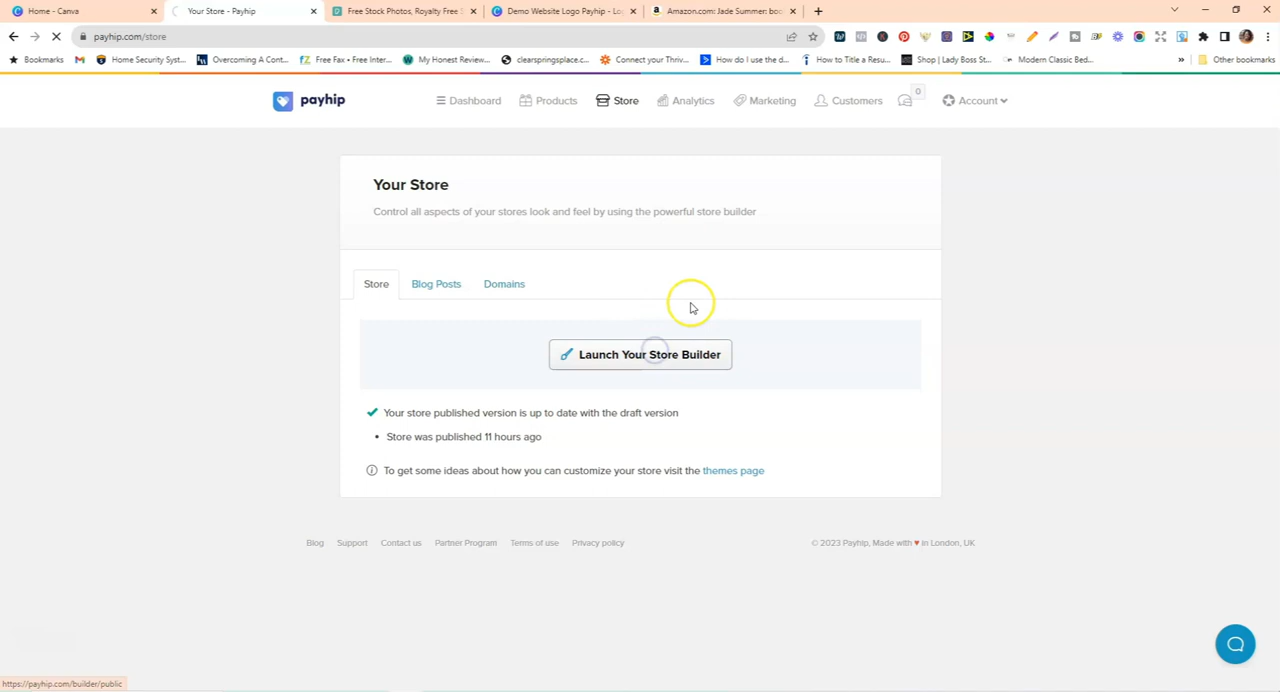 Home - Canva
Your Store - Payhip
Free Stock Photos, Royalty Free S
Demo Website Logo Payhip - Lo
Amazon.com: Jade Summer: boo
payhip.com/store
Bookmarks
Home Security Syst...
Overcoming A Cont...
Free Fax • Free Inter...
My Honest Review...
clearspringsplace.c...
Connect your Thriv...
How do I use the d...
How to Title a Resu...
Shop | Lady Boss St...
Modern Classic Bed...
»
Other bookmarks
payhip
Dashboard
Products
Store
Analytics
Marketing
Customers
0
Account
Your Store
Control all aspects of your stores look and feel by using the powerful store builder
Store
Blog Posts
Domains
Launch Your Store Builder
Your store published version is up to date with the draft version
• Store was published 11 hours ago
To get some ideas about how you can customize your store visit the themes page
Blog
Support
Contact us
Partner Program
Terms of use
Privacy policy
© 2023 Payhip, Made with ♥ in London, UK
https://payhip.com/builder/public